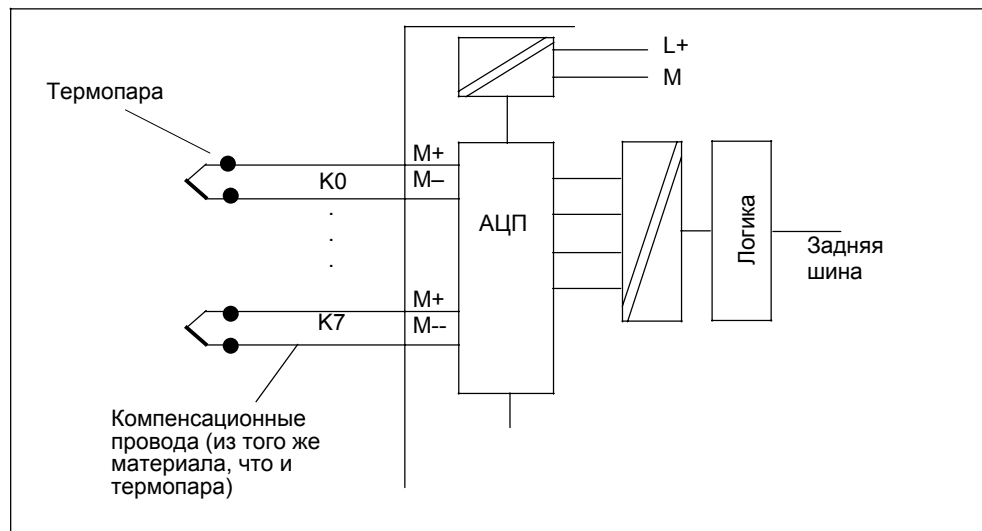 L+
M
Термопара
M+
K0
M–
АЦП
Логика
Задняя
шина
M+
K7
M--
Компенсационные
провода (из того же
материала, что и
термопара)